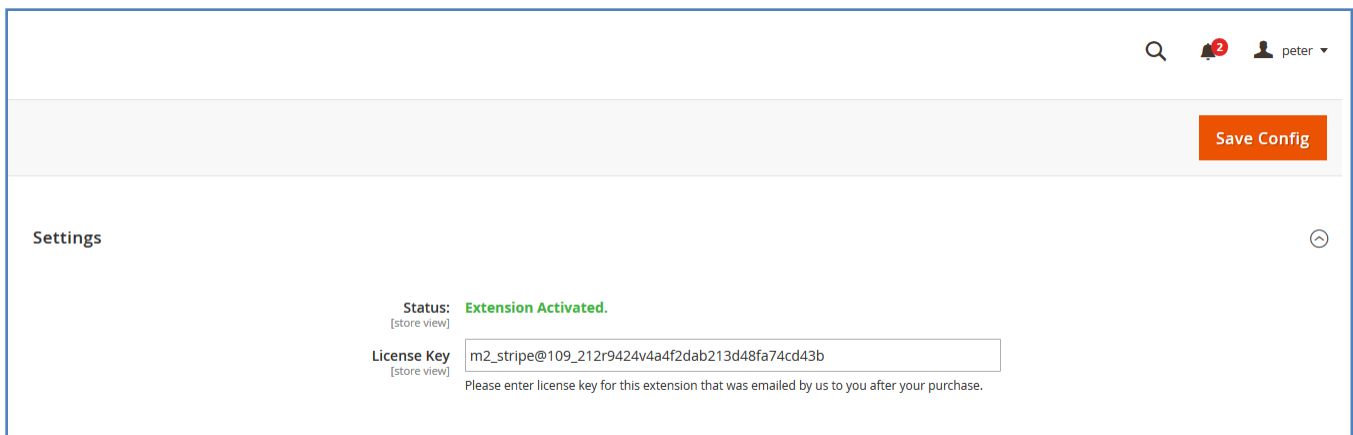 2
peter
Save Config
Settings
Status: Extension Activated.
[store view]
License Key m2_stripe@109_212r9424v4a4f2dab213d48fa74cd43b
[store view]
Please enter license key for this extension that was emailed by us to you after your purchase.